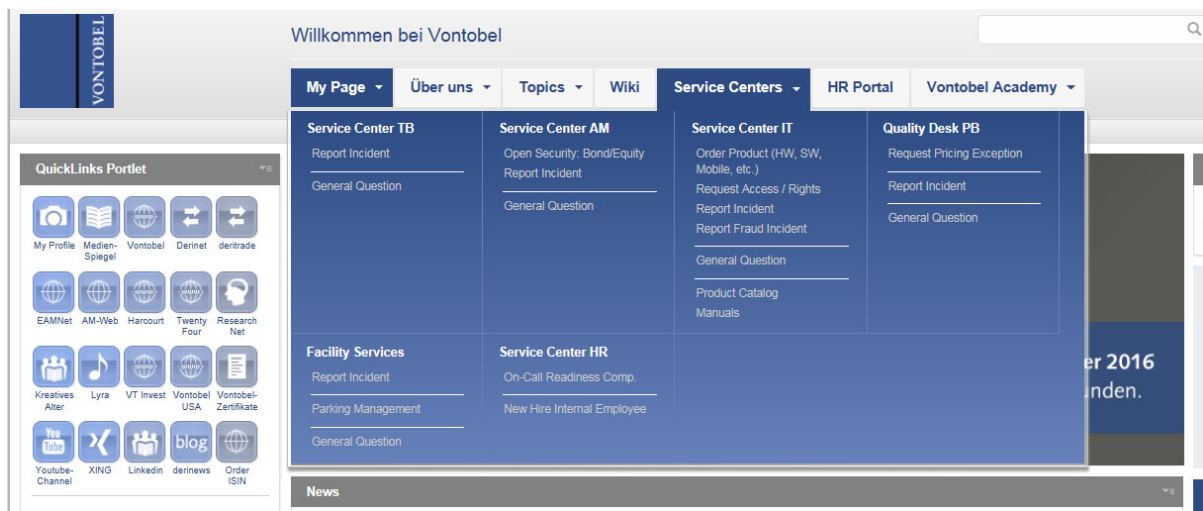 VONTOBEL
Willkommen bei Vontobel
My Page Über uns Topics Wiki Service Centers HR Portal Vontobel Academy
Service Center TB
Report Incident
General Question
Service Center AM
Open Security: Bond/Equity
Report Incident
General Question
Service Center IT
Order Product (HW, SW,
Mobile, etc.)
Request Access / Rights
Report Incident
Report Fraud Incident
General Question
Product Catalog
Manuals
Quality Desk PB
Request Pricing Exception
Report Incident
General Question
Facility Services
Report Incident
Parking Management
General Question
Service Center HR
On-Call Readiness Comp.
New Hire Internal Employee
QuickLinks Portlet
My Profile
Medien-
Spiegel
Vontobel
Derinet
deritrade
EAMNet
AM-Web
Harcourt
Twenty
Four
Research
Net
Kreatives
Alter
Lyra
VT Invest
Vontobel
USA
Vontobel-
Zertifikate
You
Tube
blog
Youtube-
Channel
XING
Linkedin
derinews
Order
ISIN
er 2016
unden.
News